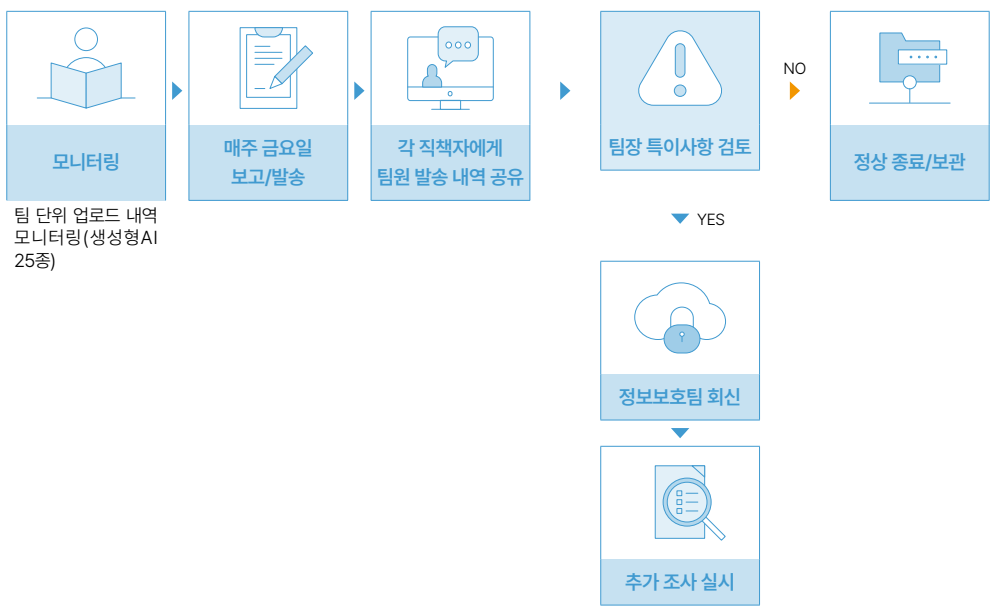 모니터링
팀 단위 업로드 내역
모니터링(생성형AI
25종)
매주 금요일
보고/발송
각 직책자에게
팀원 발송 내역 공유
팀장 특이사항 검토
NO
정상 종료/보관
YES
정보보호팀 회신
추가 조사 실시